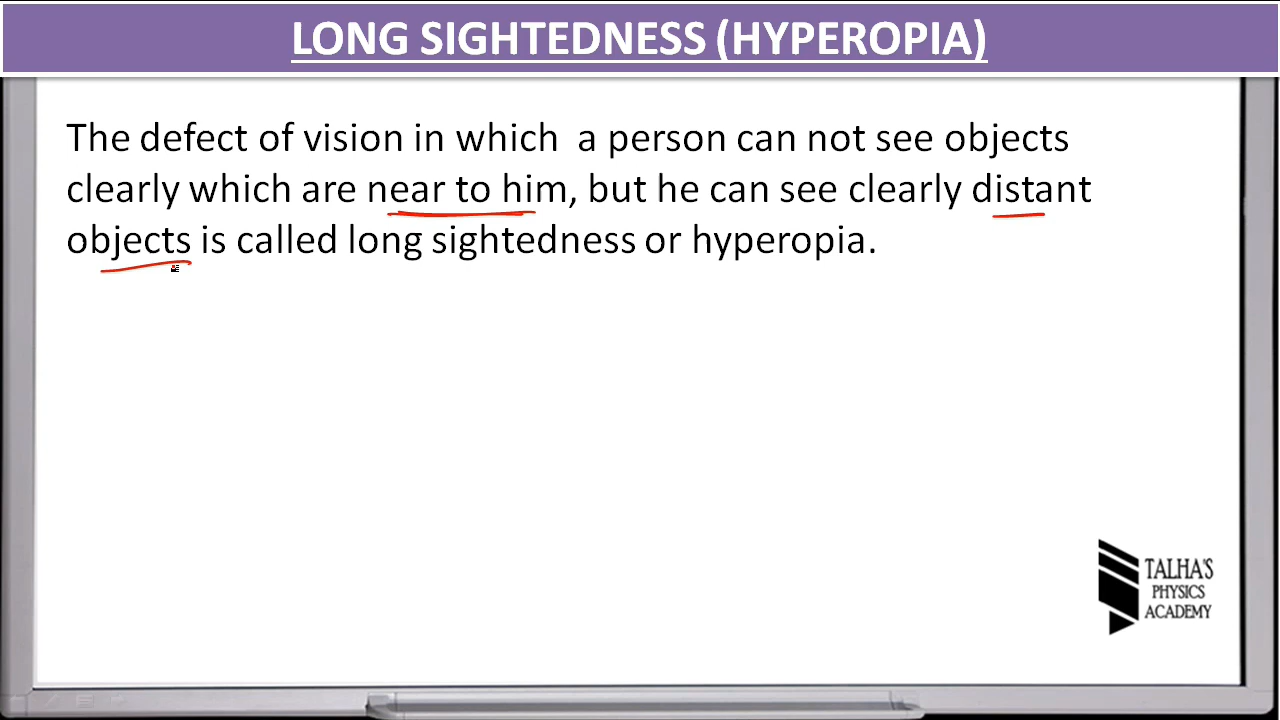 LONG SIGHTEDNESS (HYPEROPIA)
The defect of vision in which a person can not see objects
clearly which are near to him, but he can see clearly distant
objects is called long sightedness or hyperopia.
TALHA'S
PHYSICS
ACADEMY